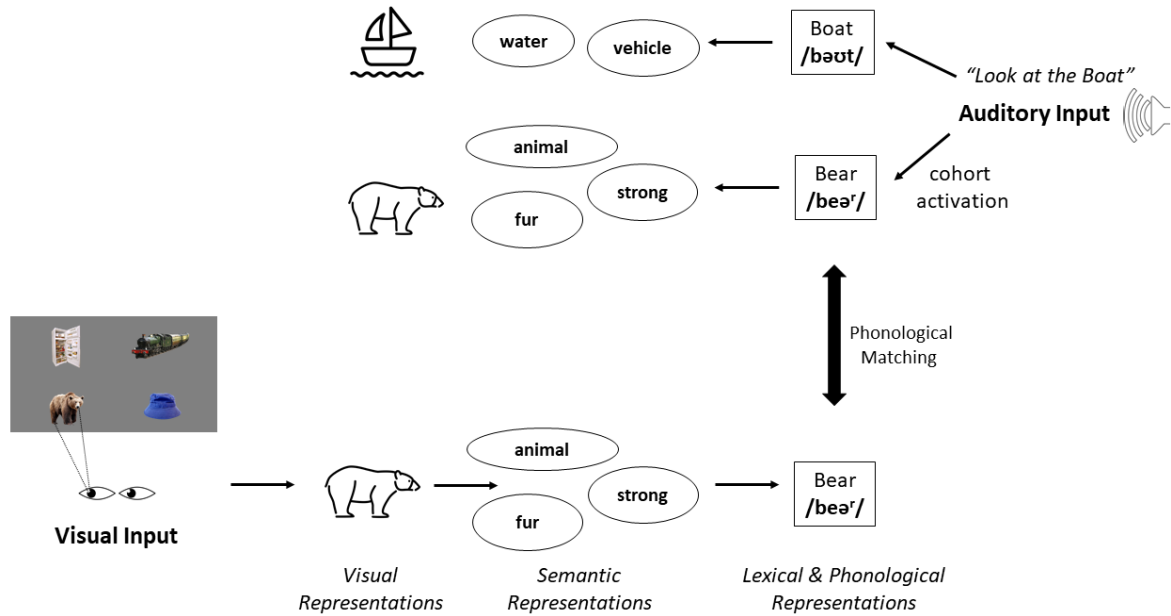 water
vehicle
Boat
/bəʊt/
“Look at the Boat”
Auditory Input
animal
strong
fur
Bear
/beəʳ/
cohort
activation
Phonological
Matching
animal
strong
fur
Bear
/beəʳ/
Visual Input
Visual
Representations
Semantic
Representations
Lexical & Phonological
Representations